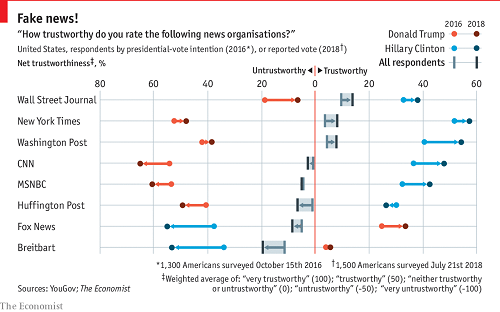 Fake news!
“How trustworthy do you rate the following news organisations?”
United States, respondents by presidential-vote intention (2016*), or reported vote (2018†)
Net trustworthiness‡, %
2016 2018
Donald Trump
Hillary Clinton
All respondents
Untrustworthy Trustworthy
80 60 40 20 0 20 40 60
Wall Street Journal
New York Times
Washington Post
CNN
MSNBC
Huffington Post
Fox News
Breitbart
*1,300 Americans surveyed October 15th 2016 †1,500 Americans surveyed July 21st 2018
‡Weighted average of: “very trustworthy” (100); “trustworthy” (50); “neither trustworthy
or untrustworthy” (0); “untrustworthy” (-50); “very untrustworthy” (-100)
Sources: YouGov; The Economist
The Economist